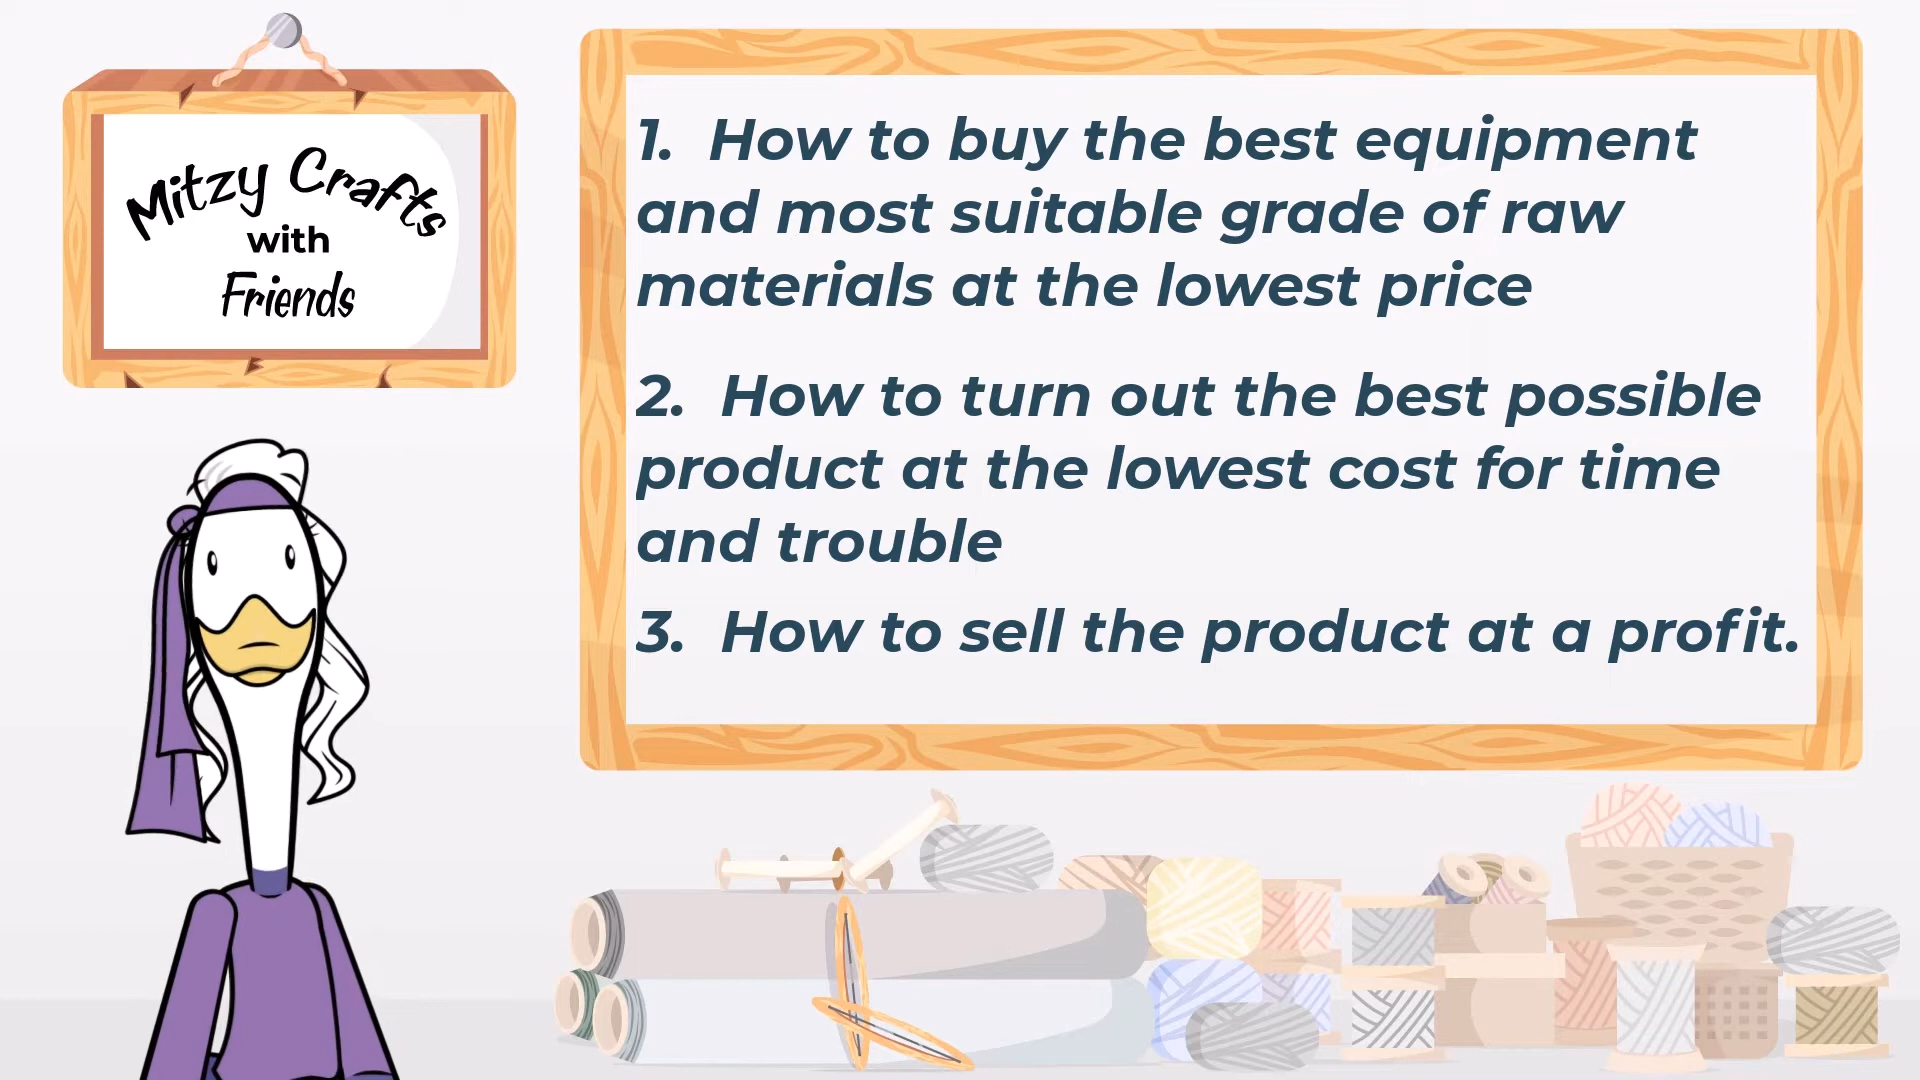 Mitzy Crafts
with
Friends
1. How to buy the best equipment
and most suitable grade of raw
materials at the lowest price
2. How to turn out the best possible
product at the lowest cost for time
and trouble
3. How to sell the product at a profit.